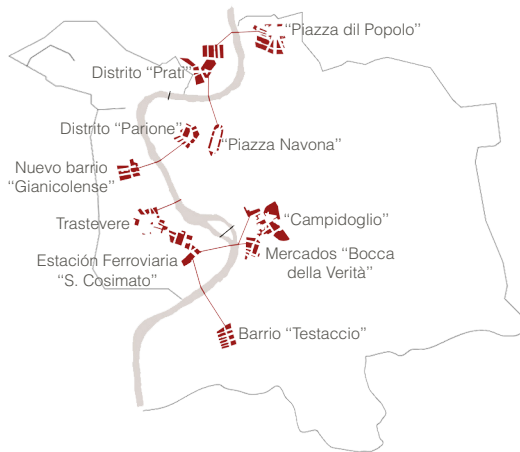 “Piazza dil Popolo”
Distrito “Prati”
Distrito “Parione”
“Piazza Navona”
Nuevo barrio
“Gianicolense”
Trastevere
“Campidoglio”
Estación Ferroviaria
“S. Cosimato”
Mercados “Bocca
della Verità”
Barrio “Testaccio”